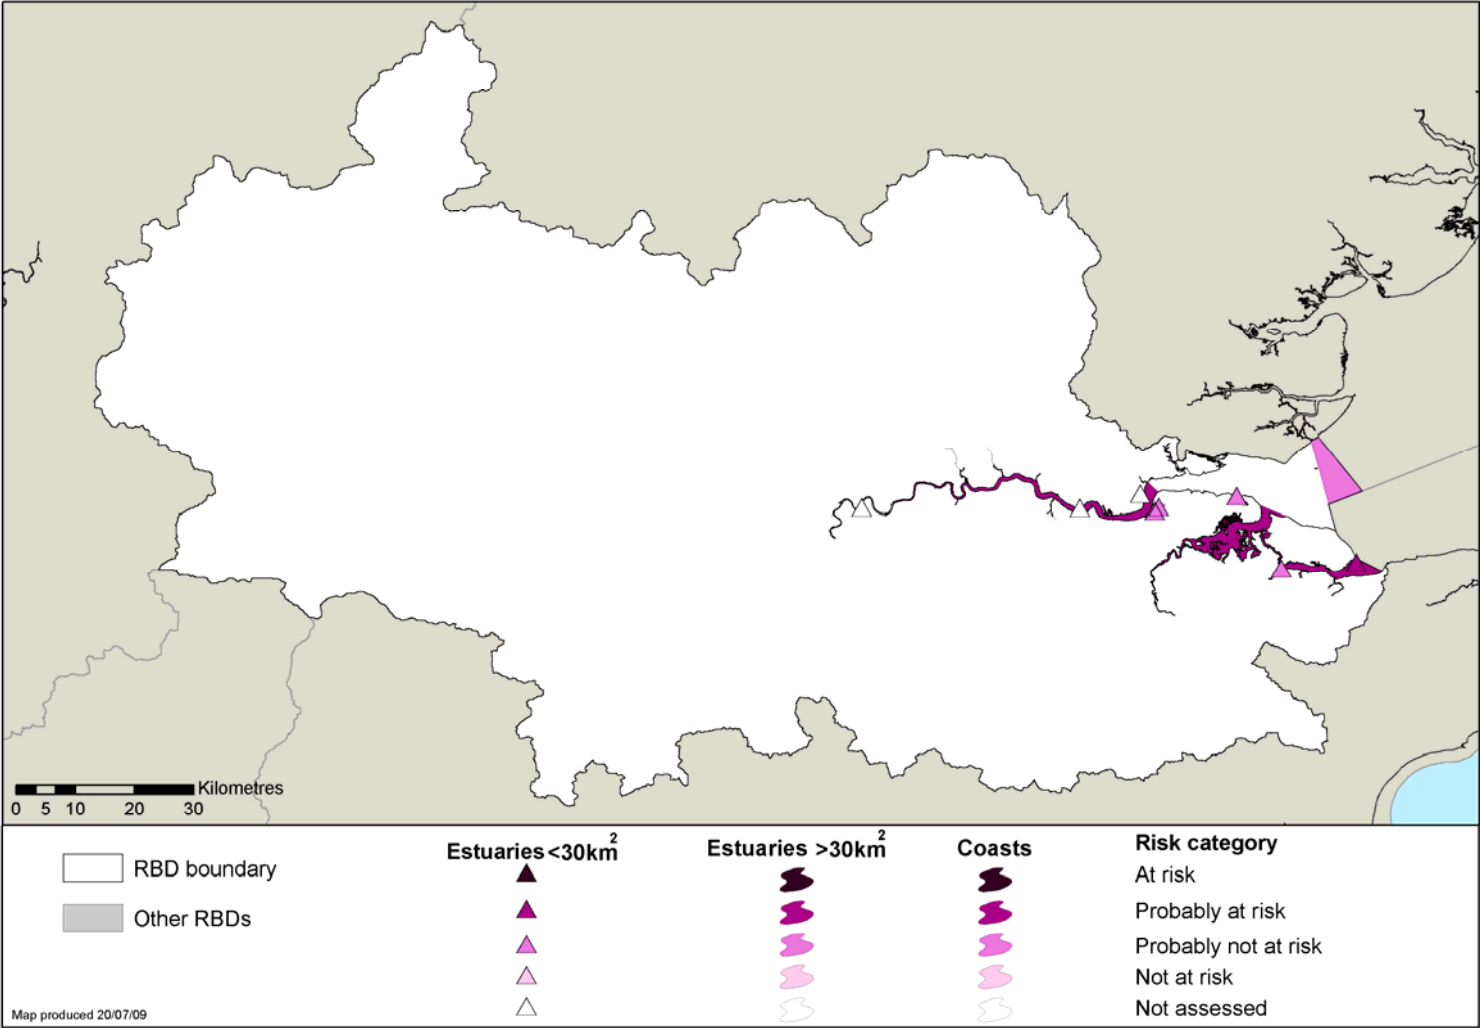 Kilometres
0 5 10 20 30
RBD boundary
Other RBDs
Estuaries <30km2
Estuaries >30km2
Coasts
Risk category
At risk
Probably at risk
Probably not at risk
Not at risk
Not assessed
Map produced 20/07/09